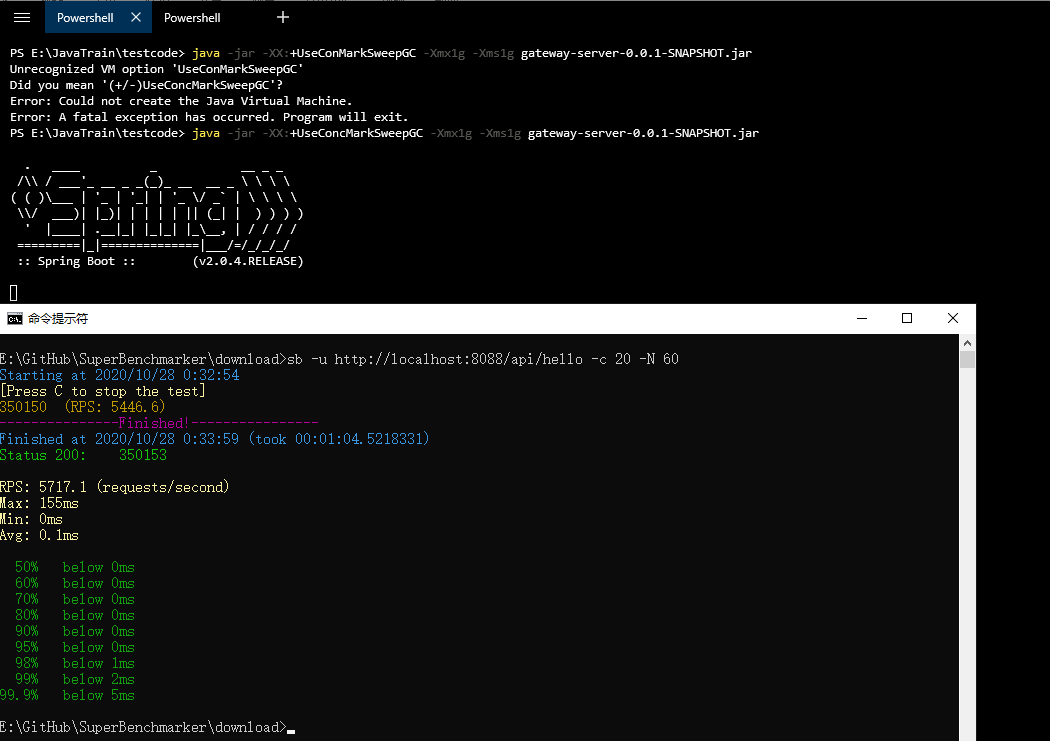 Powershell
Powershell
PS E:\JavaTrain\testcode> java -jar -XX:+UseConMarkSweepGC -Xmx1g -Xms1g gateway-server-0.0.1-SNAPSHOT.jar
Unrecognized VM option 'UseConMarkSweepGC'
Did you mean '(+/-)UseConcMarkSweepGC'?
Error: Could not create the Java Virtual Machine.
Error: A fatal exception has occurred. Program will exit.
PS E:\JavaTrain\testcode> java -jar -XX:+UseConcMarkSweepGC -Xmx1g -Xms1g gateway-server-0.0.1-SNAPSHOT.jar
  .   ____          _            __ _ _
 /\\ / ___'_ __ _ _(_)_ __  __ _ \ \ \ \
( ( )\___ | '_ | '_| | '_ \/ _` | \ \ \ \
 \\/  ___)| |_)| | | | | || (_| |  ) ) ) )
  '  |____| .__|_| |_|_| |_\__, | / / / /
 =========|_|==============|___/=/_/_/_/
 :: Spring Boot ::        (v2.0.4.RELEASE)
命令提示符
E:\GitHub\SuperBenchmarker\download>sb -u http://localhost:8088/api/hello -c 20 -N 60
Starting at 2020/10/28 0:32:54
[Press C to stop the test]
350150  (RPS: 5446.6)
---------------Finished!----------------
Finished at 2020/10/28 0:33:59 (took 00:01:04.5218331)
Status 200:    350153
RPS: 5717.1 (requests/second)
Max: 155ms
Min: 0ms
Avg: 0.1ms
50%   below 0ms
60%   below 0ms
70%   below 0ms
80%   below 0ms
90%   below 0ms
95%   below 0ms
98%   below 1ms
99%   below 2ms
99.9%   below 5ms
E:\GitHub\SuperBenchmarker\download>